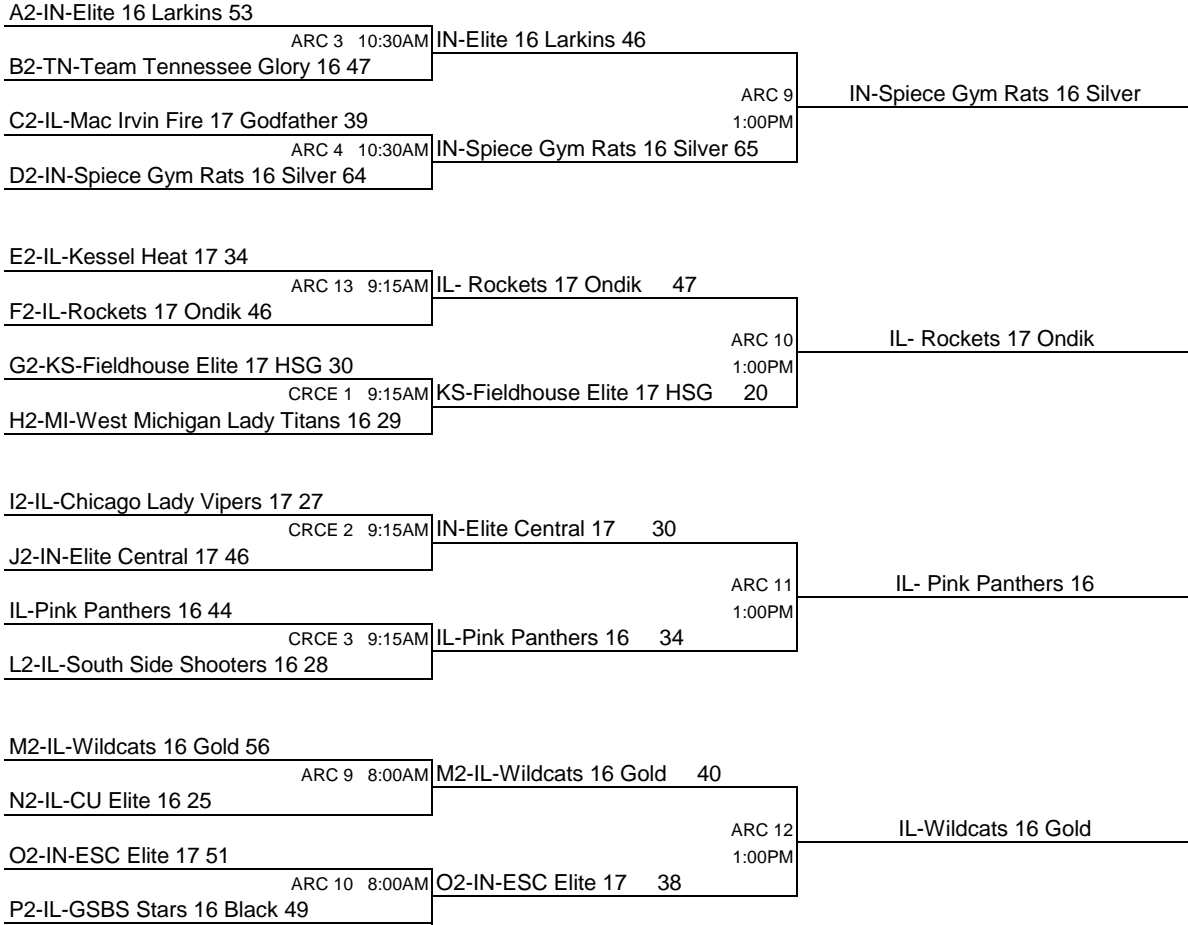 A2-IN-Elite 16 Larkins 53
ARC 3 10:30AM IN-Elite 16 Larkins 46
B2-TN-Team Tennessee Glory 16 47
ARC 9 IN-Spiece Gym Rats 16 Silver
C2-IL-Mac Irvin Fire 17 Godfather 39 1:00PM
ARC 4 10:30AM IN-Spiece Gym Rats 16 Silver 65
D2-IN-Spiece Gym Rats 16 Silver 64
E2-IL-Kessel Heat 17 34
ARC 13 9:15AM IL- Rockets 17 Ondik 47
F2-IL-Rockets 17 Ondik 46
ARC 10 IL- Rockets 17 Ondik
G2-KS-Fieldhouse Elite 17 HSG 30 1:00PM
CRCE 1 9:15AM KS-Fieldhouse Elite 17 HSG 20
H2-MI-West Michigan Lady Titans 16 29
I2-IL-Chicago Lady Vipers 17 27
CRCE 2 9:15AM IN-Elite Central 17 30
J2-IN-Elite Central 17 46
ARC 11 IL- Pink Panthers 16
IL-Pink Panthers 16 44 1:00PM
CRCE 3 9:15AM IL-Pink Panthers 16 34
L2-IL-South Side Shooters 16 28
M2-IL-Wildcats 16 Gold 56
ARC 9 8:00AM M2-IL-Wildcats 16 Gold 40
N2-IL-CU Elite 16 25
ARC 12 IL-Wildcats 16 Gold
O2-IN-ESC Elite 17 51 1:00PM
ARC 10 8:00AM O2-IN-ESC Elite 17 38
P2-IL-GSBS Stars 16 Black 49